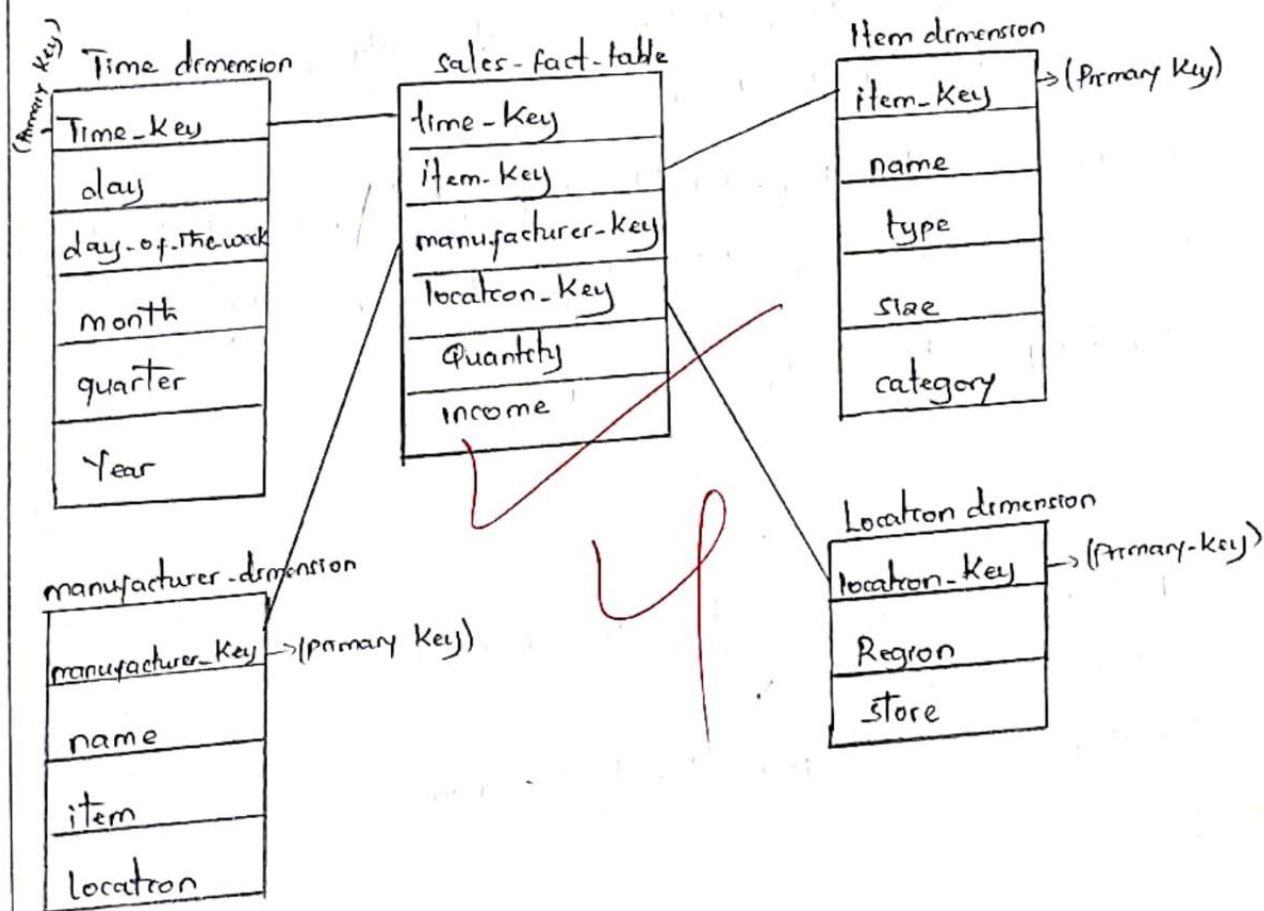 (Primary Key)
Time dimension
Time_Key
day
day-of-the-week
month
quarter
Year
sales-fact-table
time-Key
item-Key
manufacturer-Key
location_Key
Quantity
income
Item dimension
item_Key
→(Primary Key)
name
type
size
category
manufacturer-dimension
manufacturer_Key
→(primary Key)
name
item
location
Location dimension
location_Key
→(Primary-Key)
Region
store
4